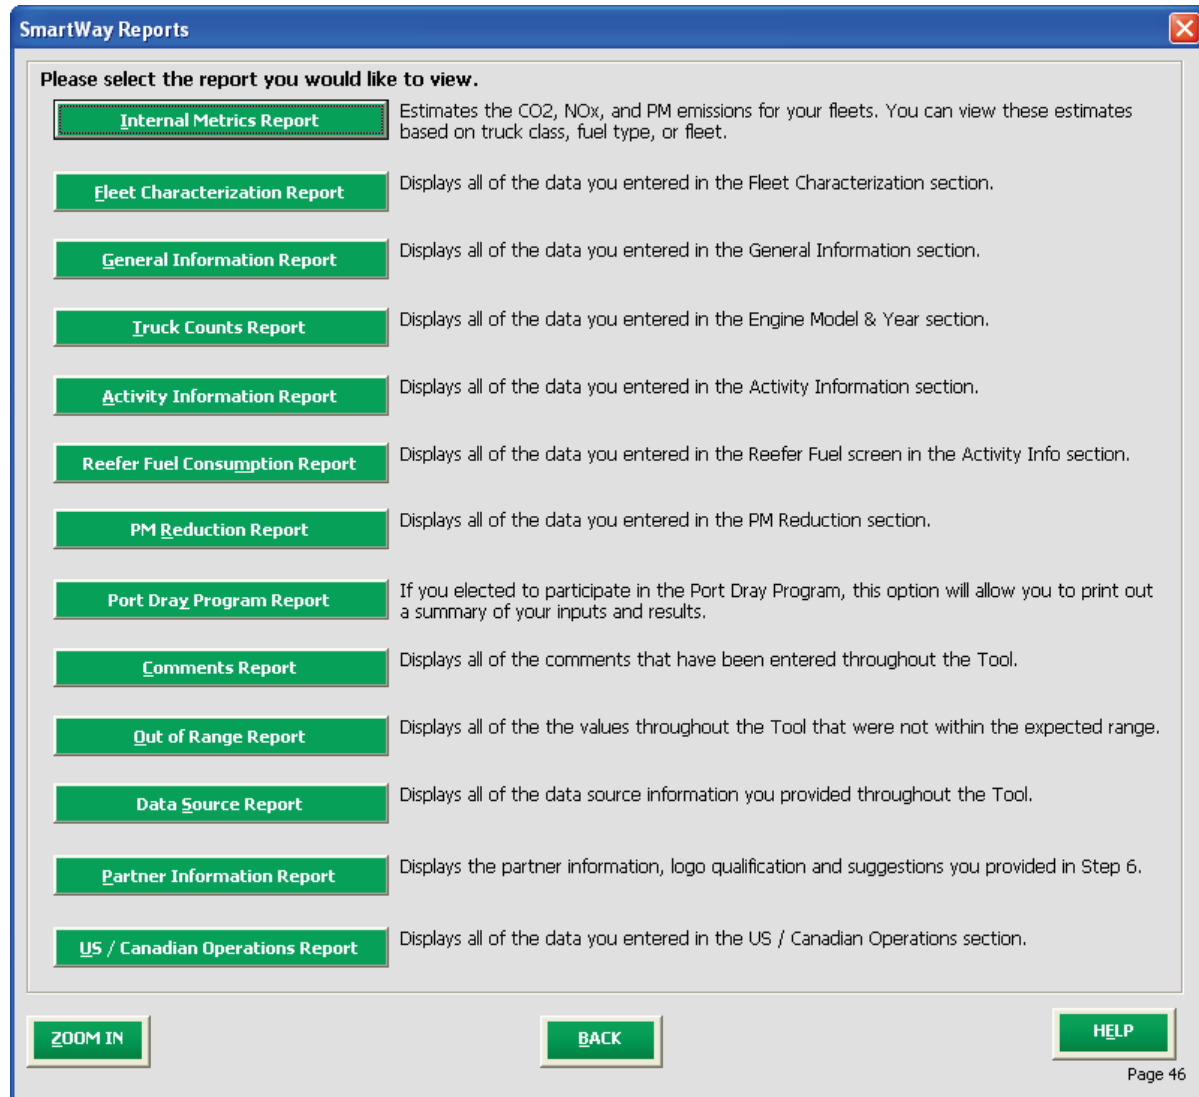 SmartWay Reports
Please select the report you would like to view.
Internal Metrics Report
Estimates the CO2, NOx, and PM emissions for your fleets. You can view these estimates
based on truck class, fuel type, or fleet.
Fleet Characterization Report
Displays all of the data you entered in the Fleet Characterization section.
General Information Report
Displays all of the data you entered in the General Information section.
Truck Counts Report
Displays all of the data you entered in the Engine Model & Year section.
Activity Information Report
Displays all of the data you entered in the Activity Information section.
Reefer Fuel Consumption Report
Displays all of the data you entered in the Reefer Fuel screen in the Activity Info section.
PM Reduction Report
Displays all of the data you entered in the PM Reduction section.
Port Dray Program Report
If you elected to participate in the Port Dray Program, this option will allow you to print out
a summary of your inputs and results.
Comments Report
Displays all of the comments that have been entered throughout the Tool.
Out of Range Report
Displays all of the the values throughout the Tool that were not within the expected range.
Data Source Report
Displays all of the data source information you provided throughout the Tool.
Partner Information Report
Displays the partner information, logo qualification and suggestions you provided in Step 6.
US / Canadian Operations Report
Displays all of the data you entered in the US / Canadian Operations section.
ZOOM IN
BACK
HELP
Page 46